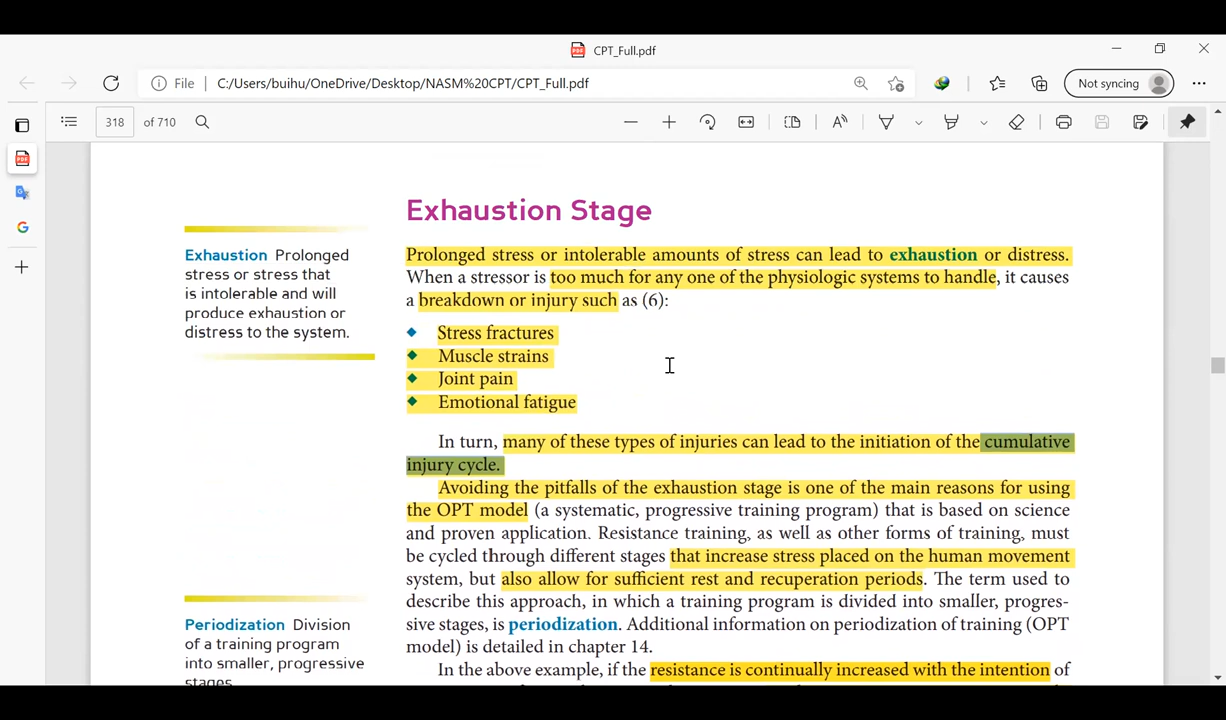 CPT_Full.pdf
File | C:/Users/buihu/OneDrive/Desktop/NASM%20CPT/CPT_Full.pdf
Not syncing
318 of 710
Exhaustion Stage
Exhaustion Prolonged
stress or stress that
is intolerable and will
produce exhaustion or
distress to the system.
Prolonged stress or intolerable amounts of stress can lead to exhaustion or distress.
When a stressor is too much for any one of the physiologic systems to handle, it causes
a breakdown or injury such as (6):
Stress fractures
Muscle strains
Joint pain
Emotional fatigue
In turn, many of these types of injuries can lead to the initiation of the cumulative
injury cycle.
Avoiding the pitfalls of the exhaustion stage is one of the main reasons for using
the OPT model (a systematic, progressive training program) that is based on science
and proven application. Resistance training, as well as other forms of training, must
be cycled through different stages that increase stress placed on the human movement
system, but also allow for sufficient rest and recuperation periods. The term used to
describe this approach, in which a training program is divided into smaller, progres-
sive stages, is periodization. Additional information on periodization of training (OPT
model) is detailed in chapter 14.
Periodization Division
of a training program
into smaller, progressive
stages.
In the above example, if the resistance is continually increased with the intention of